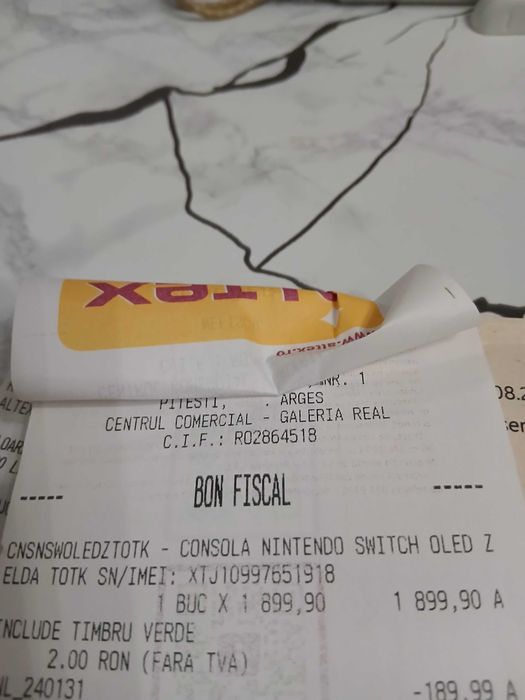 ALTEX
www.altex.ro
NR. 1
PITESTI, . ARGES
CENTRUL COMERCIAL - GALERIA REAL
C.I.F.: RO2864518
BON FISCAL
CNSNSWOLEDZTOTK - CONSOLA NINTENDO SWITCH OLED Z
ELDA TOTK SN/IMEI: XTJ10997651918
1 BUC X 1 899,90 1 899,90 A
INCLUDE TIMBRU VERDE
2.00 RON (FARA TVA)
NL_240131 -189,99 A